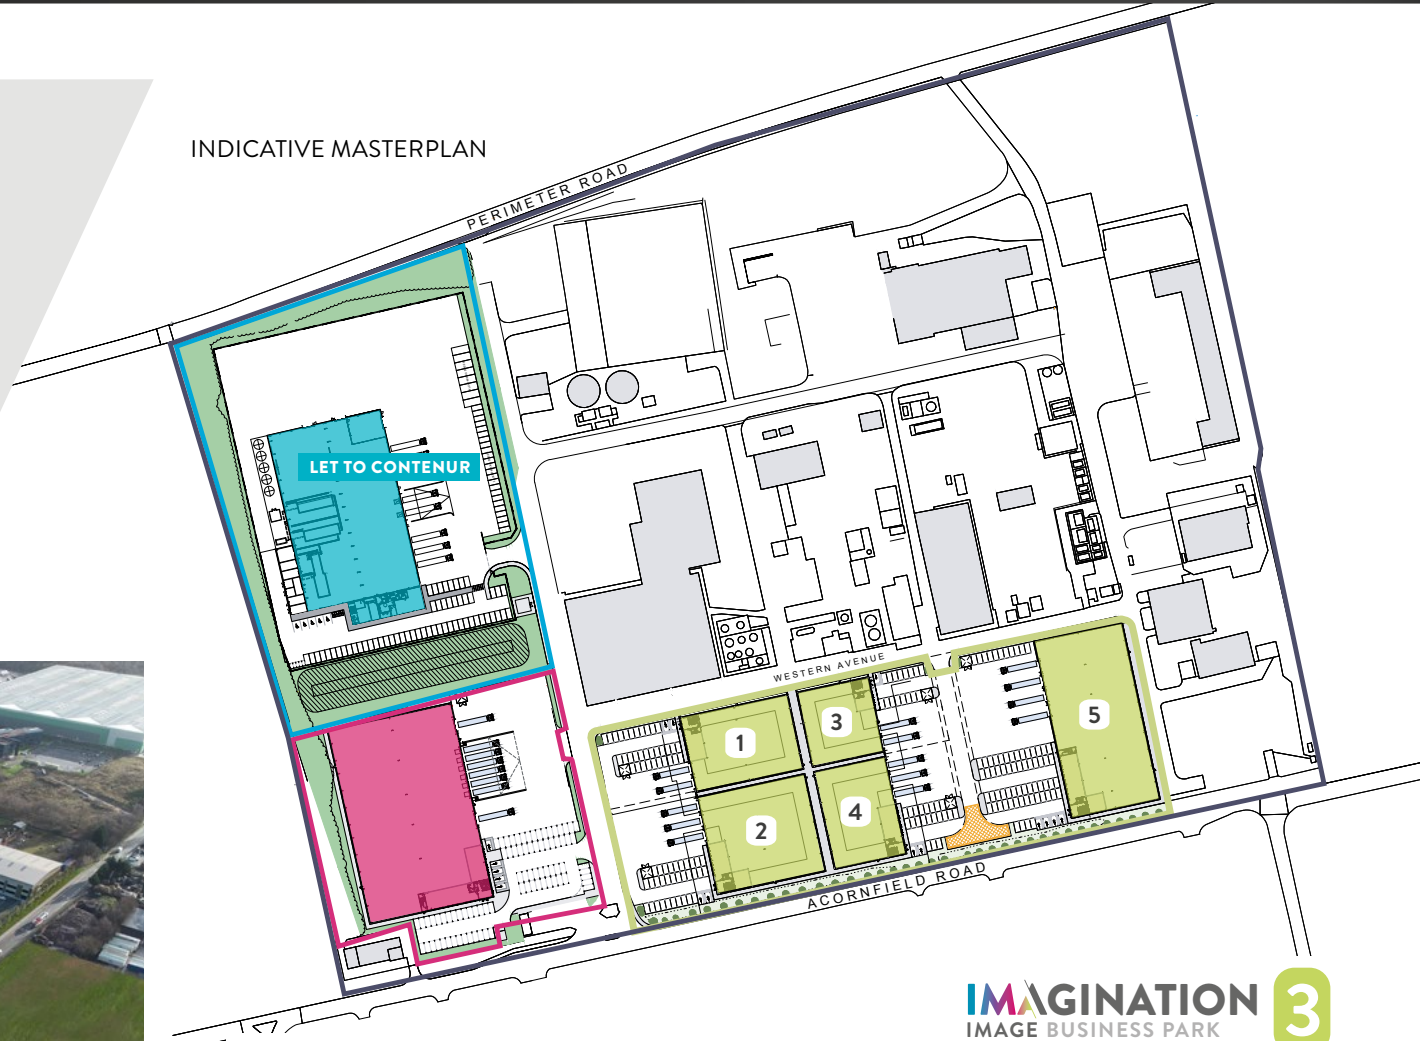 INDICATIVE MASTERPLAN
PERIMETER ROAD
LET TO CONTENUR
WESTERN AVENUE
3
5
1
4
2
ACORNFIELD ROAD
IMAGINATION 3
IMAGE BUSINESS PARK